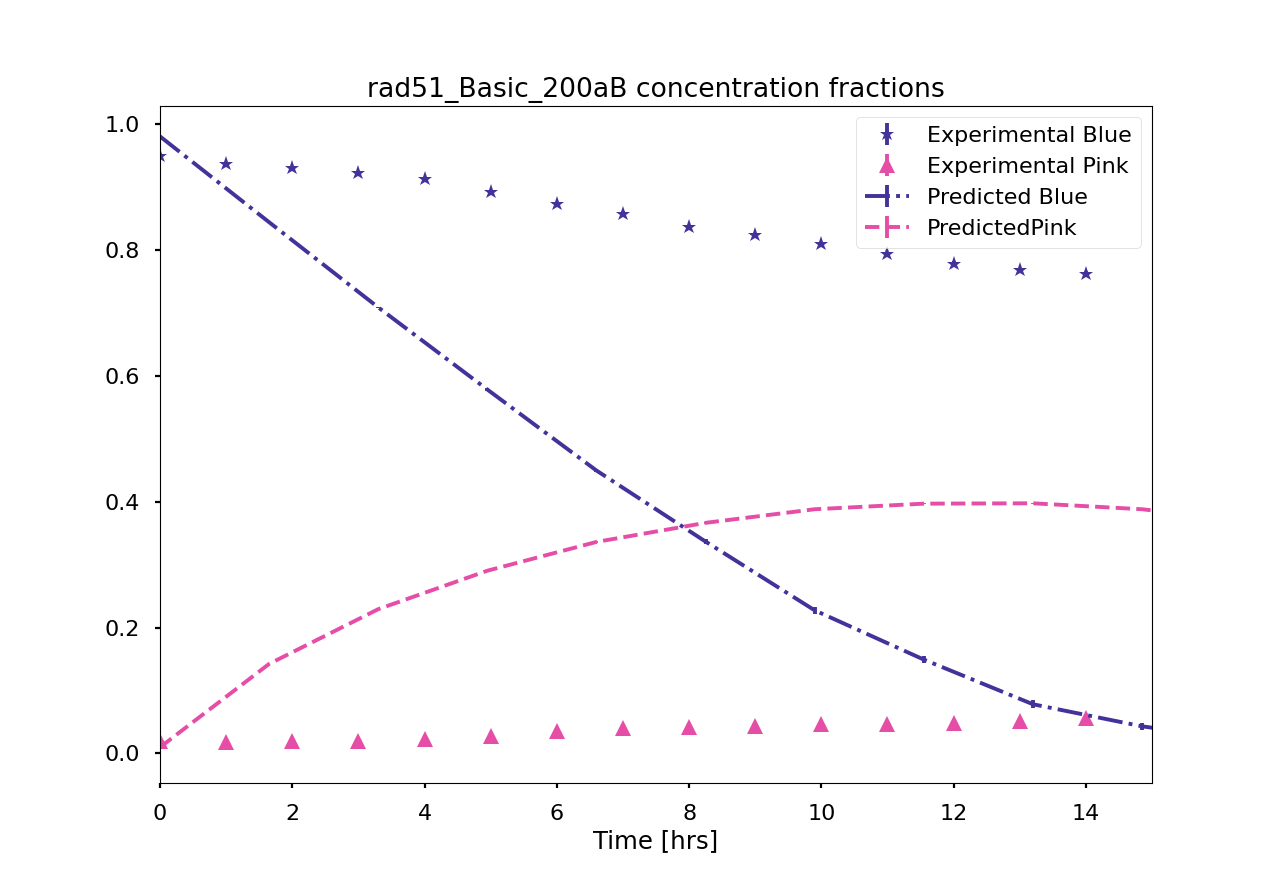 rad51_Basic_200aB concentration fractions
Experimental Blue
Experimental Pink
Predicted Blue
PredictedPink
1.0
0.8
0.6
0.4
0.2
0.0
0 2 4 6 8 10 12 14
Time [hrs]